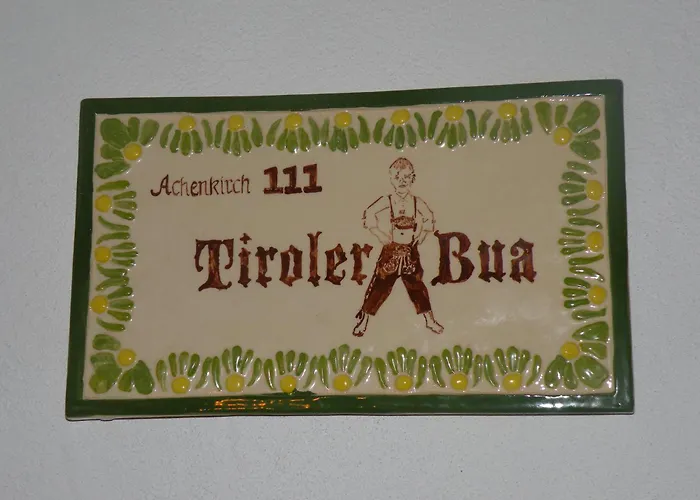 Achenkirch 111
Tiroler Bua